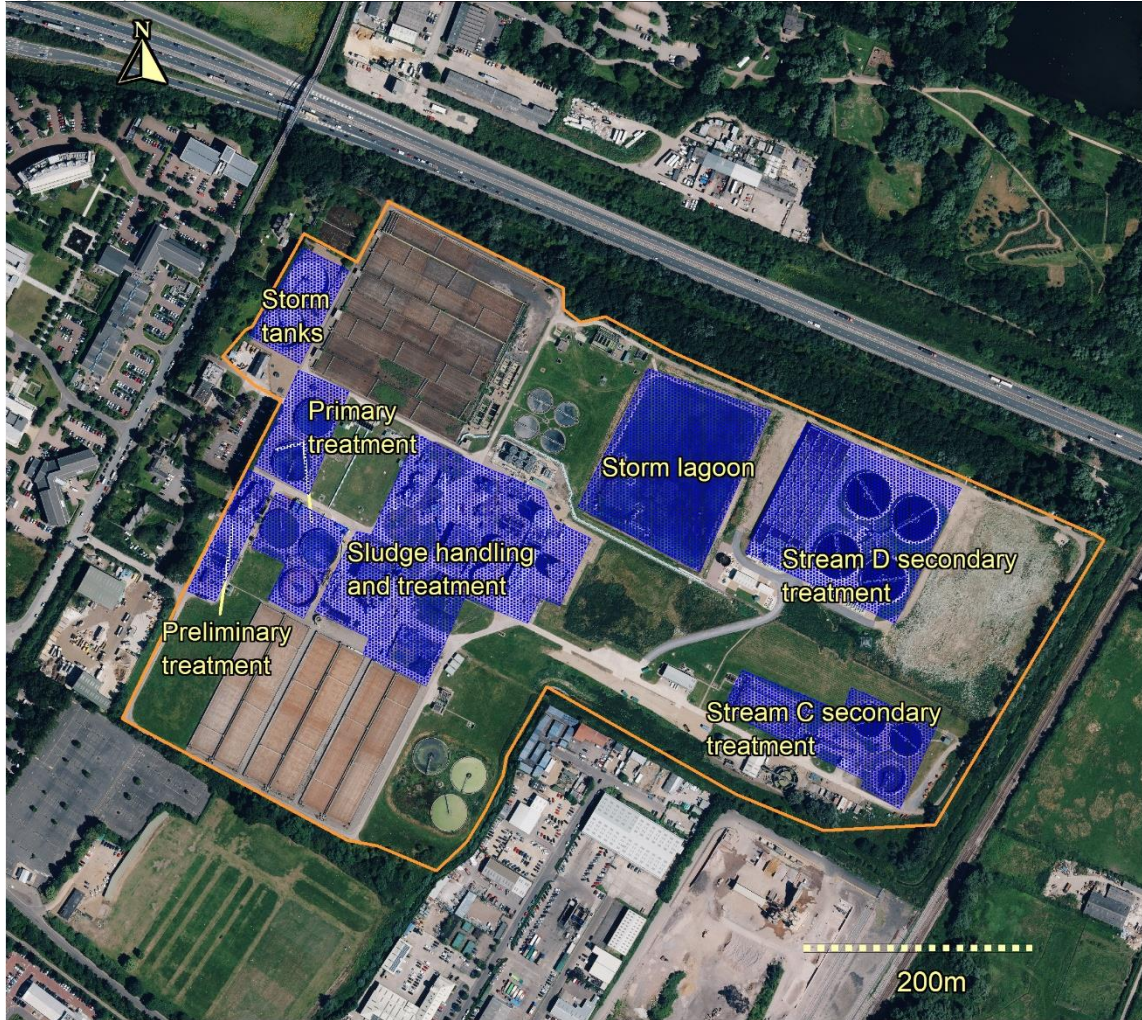 N
Storm
tanks
Primary
treatment
Storm lagoon
Sludge handling
and treatment
Stream D secondary
treatment
Preliminary
treatment
Stream C secondary
treatment
200m